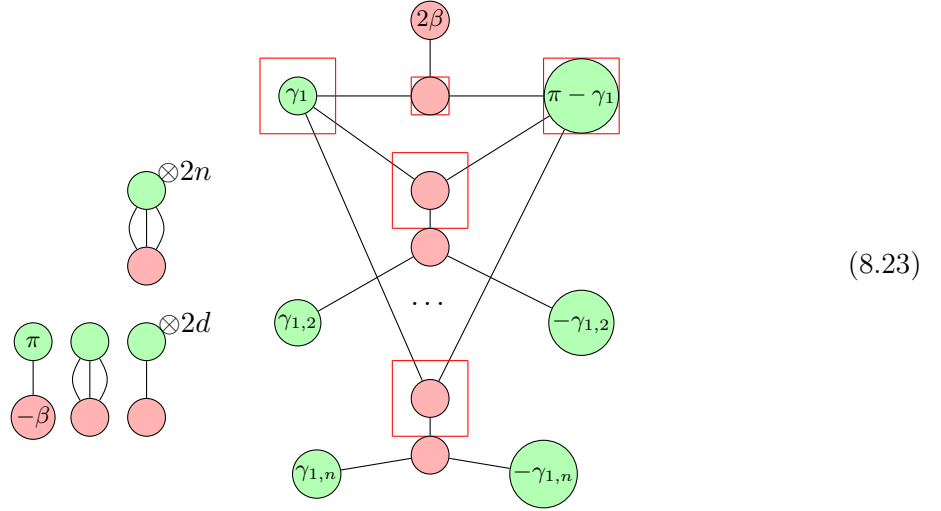 2β
γ₁
π − γ₁
⊗2n
γ₁,₂
...
−γ₁,₂
(8.23)
π
⊗2d
−β
γ₁,ₙ
−γ₁,ₙ